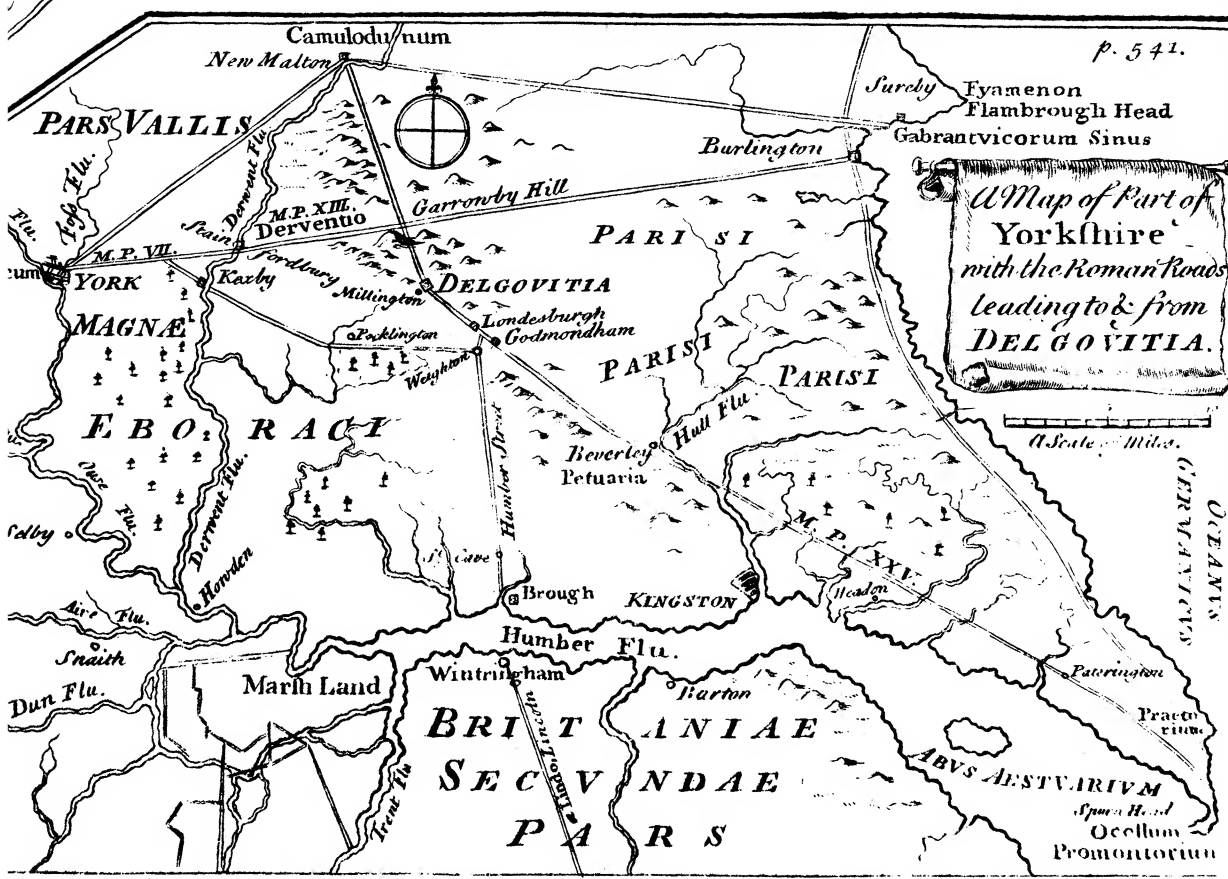 p. 541.
Camulodunum
New Malton
Sureby
Fyamenon
Flambrough Head
Gabrantvicorum Sinus
PARS VALLIS
Foss Flu.
Derwent Flu
Burlington
Garrowby Hill
M.P. XIII.
Derventio
A Map of Part of
Yorkſhire
with the Roman Roads
leading to & from
DELGOVITIA.
Flu.
cum
YORK
M.P. VII.
Stain
fordbury
Kexby
Millington
DELGOVITIA
PARISI
MAGNÆ
Pocklington
Londesburgh
Godmondham
Weighton
PARISI
PARISI
EBORACI
Hull Flu.
A Scale of Miles.
Beverley
Petuaria
Ouse
Flu.
Derwent Flu.
Humber Street
M.P. XXV.
OCEANUS
GERMANICUS
Selby
Howden
Cave
Brough
KINGSTON
Headon
Aire Flu.
Snaith
Humber Flu.
Dun Flu.
Marſh Land
Wintringham
Barton
Paterington
Praeto
rium
BRITANIAE
SECVNDAE
PARS
Trent Flu
a Lindo, Lincoln
ABVS AESTVARIVM
Spurn Head
Ocellum
Promontorium